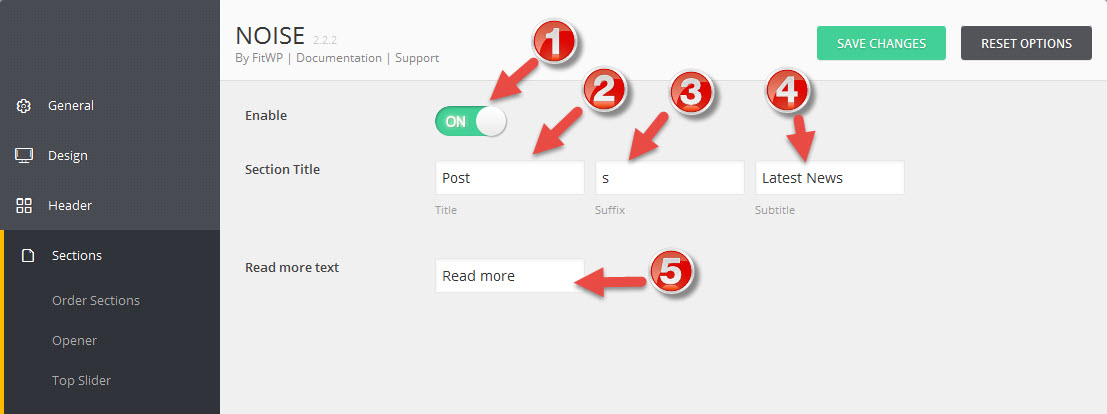 NOISE 2.2.2
By FitWP | Documentation | Support
SAVE CHANGES
RESET OPTIONS
General
Design
Header
Sections
Order Sections
Opener
Top Slider
1
Enable
ON
2
3
4
Section Title
Post
s
Latest News
Title
Suffix
Subtitle
Read more text
Read more
5